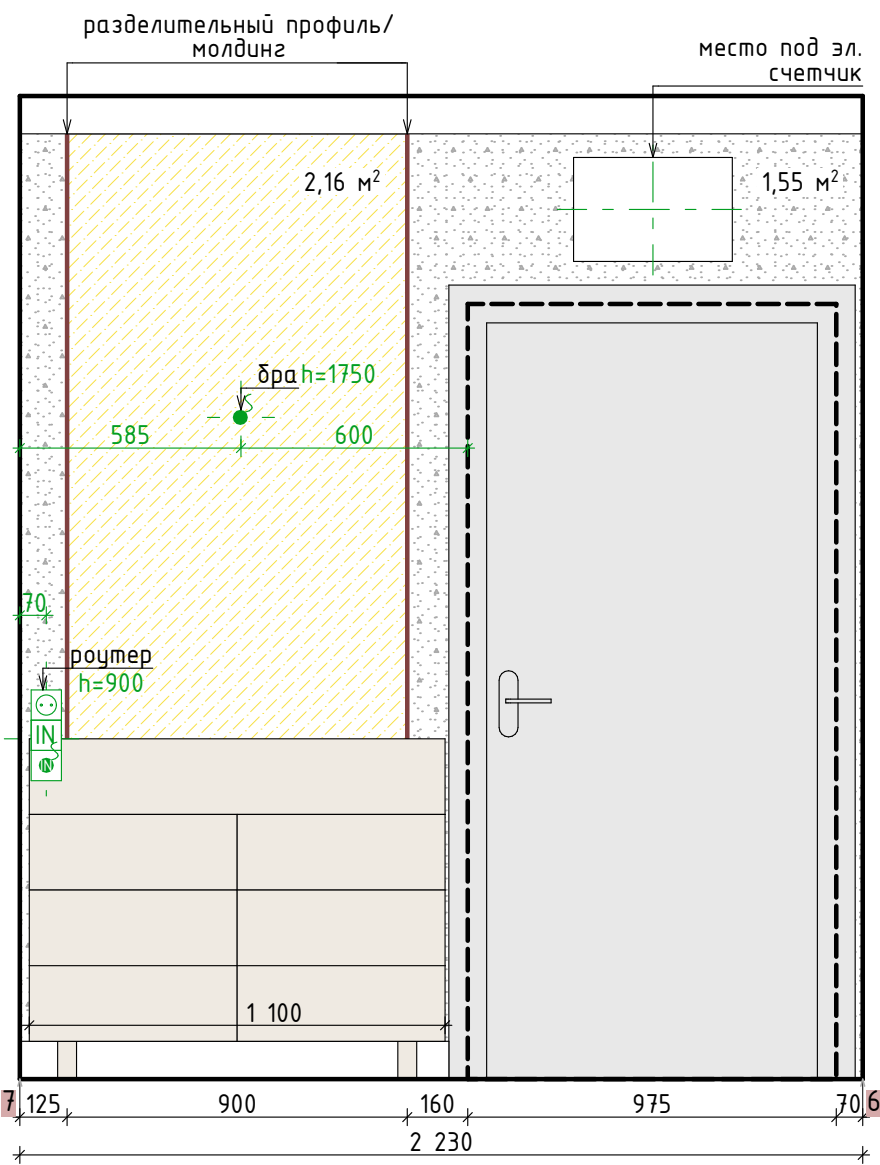 разделительный профиль/
молдинг
место под эл.
счетчик
2,16 м²
1,55 м²
бра h=1750
585
600
70
роутер
h=900
IN
IN
1 100
7
125
900
160
975
70
6
2 230